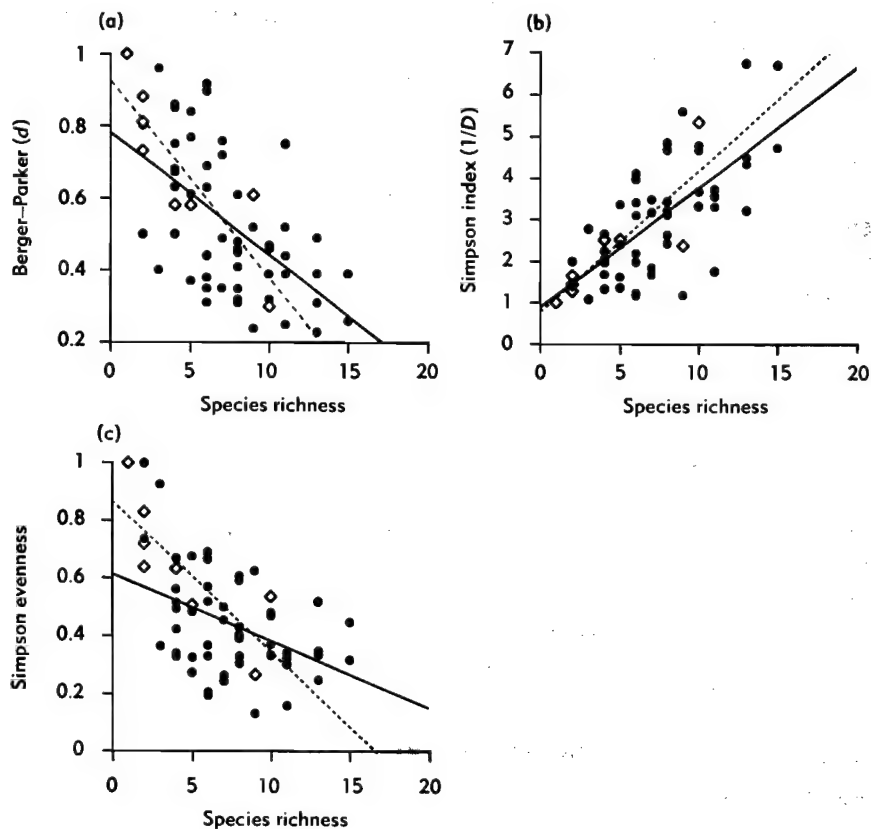 (a)
1
0.8
0.6
0.4
0.2
0 5 10 15 20
Species richness
Berger–Parker (d)
(b)
7
6
5
4
3
2
1
0
0 5 10 15 20
Species richness
Simpson index (1/D)
(c)
1
0.8
0.6
0.4
0.2
0
0 5 10 15 20
Species richness
Simpson evenness